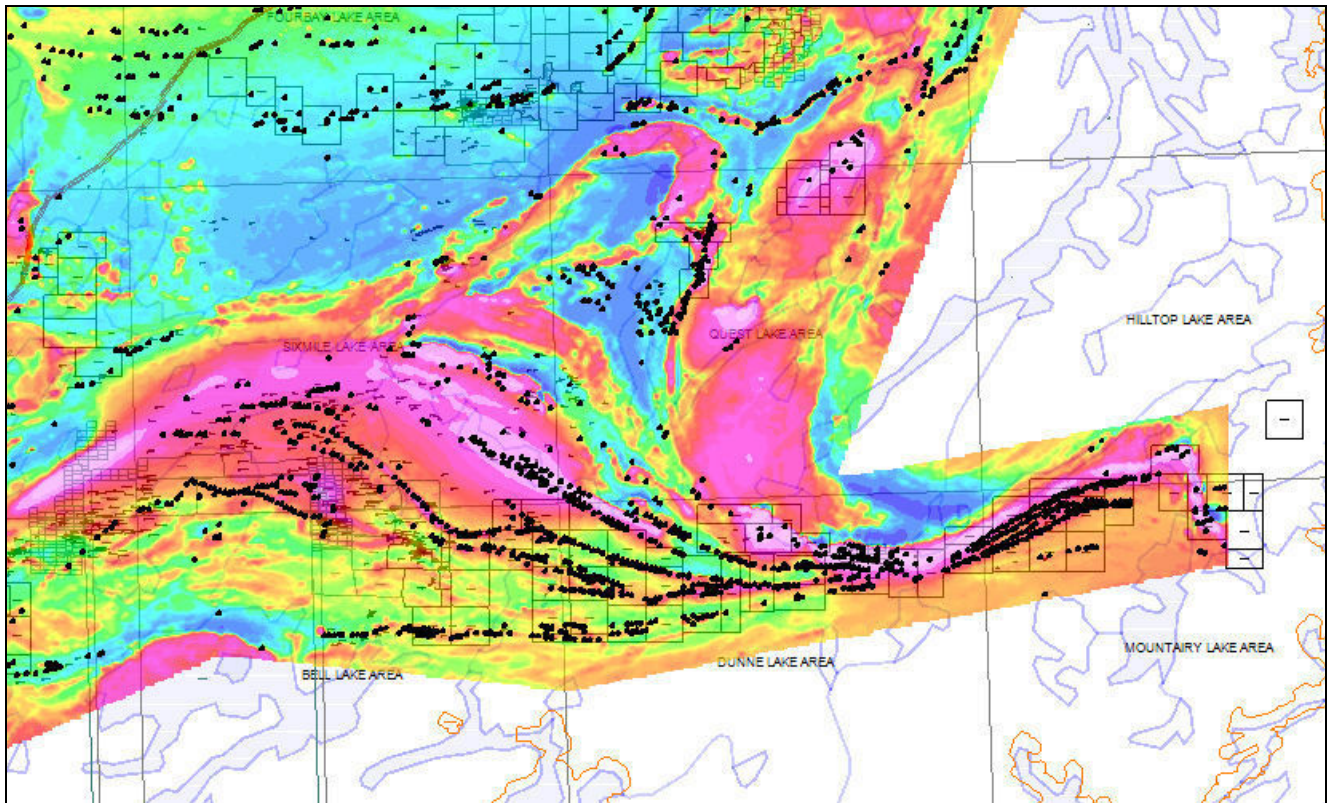 FOURBAY LAKE AREA
HILLTOP LAKE AREA
QUEST LAKE AREA
SIXMILE LAKE AREA
MOUNTAIRY LAKE AREA
DUNNE LAKE AREA
BELL LAKE AREA